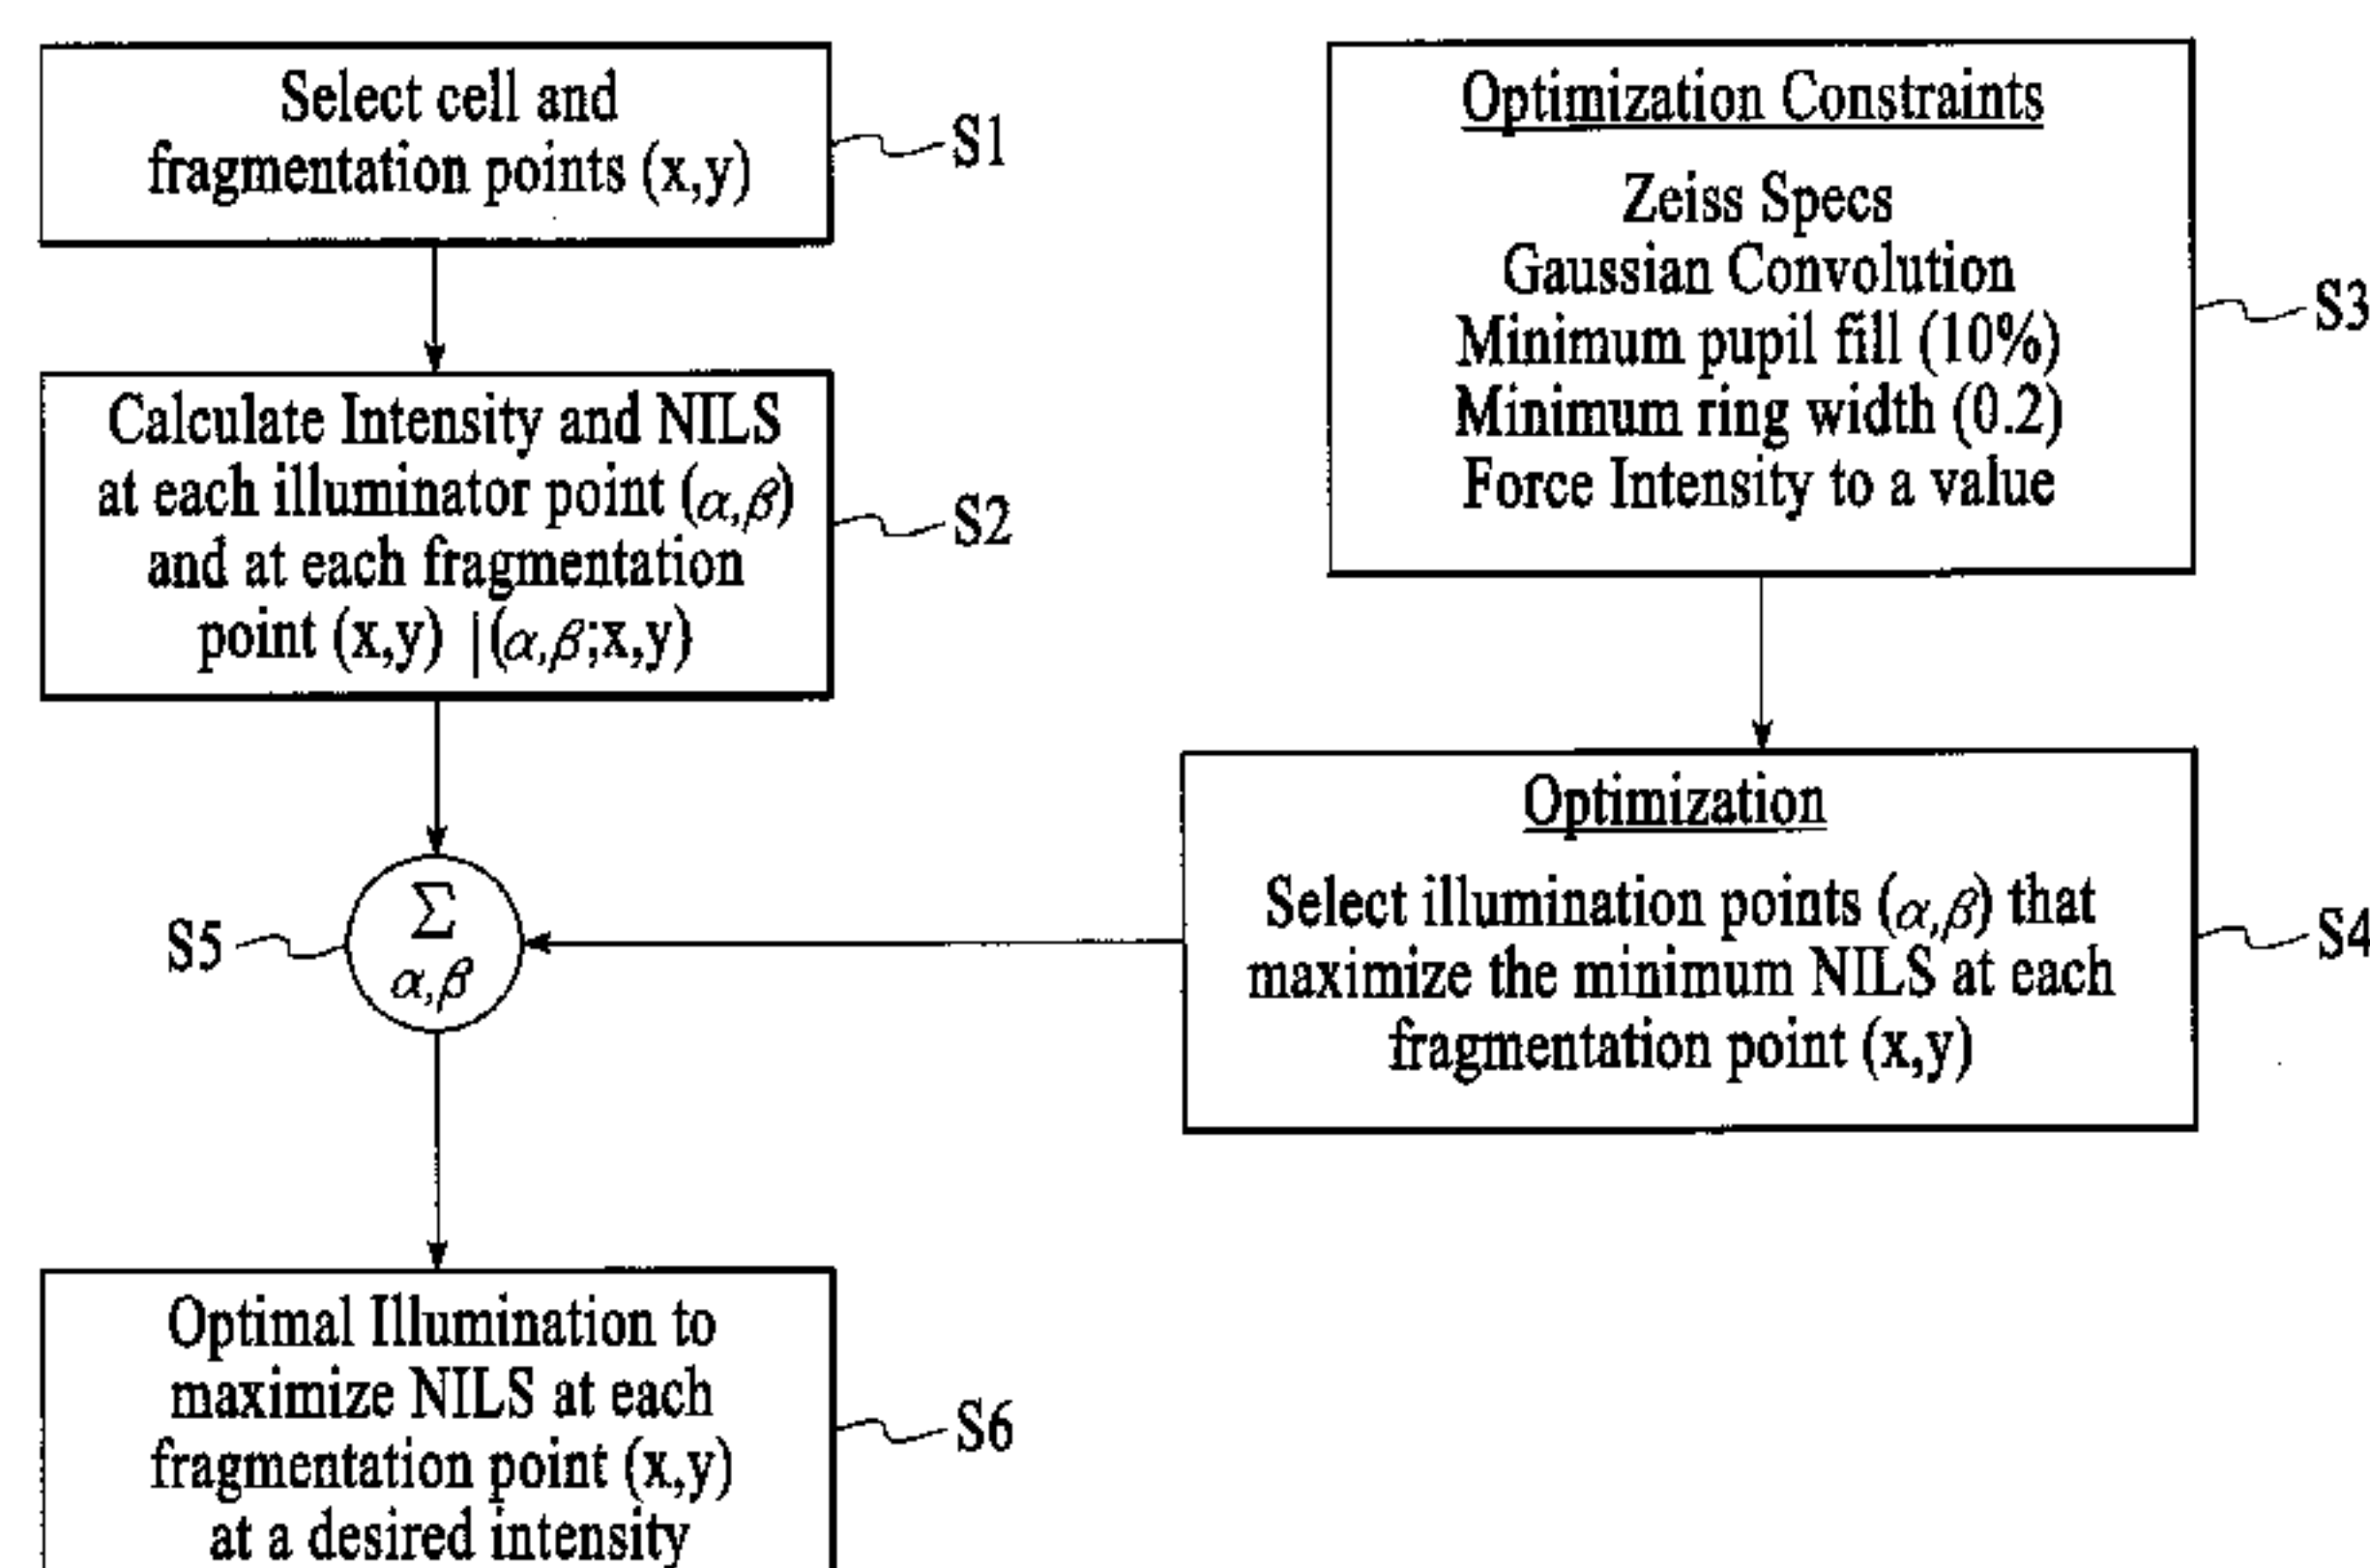 Select cell and
fragmentation points (x,y)
S1
Calculate Intensity and NILS
at each illuminator point (α,β)
and at each fragmentation
point (x,y) |(α,β;x,y)
S2
Optimization Constraints
Zeiss Specs
Gaussian Convolution
Minimum pupil fill (10%)
Minimum ring width (0.2)
Force Intensity to a value
S3
Optimization
Select illumination points (α,β) that
maximize the minimum NILS at each
fragmentation point (x,y)
S4
S5
Σ
α,β
Optimal Illumination to
maximize NILS at each
fragmentation point (x,y)
at a desired intensity
S6